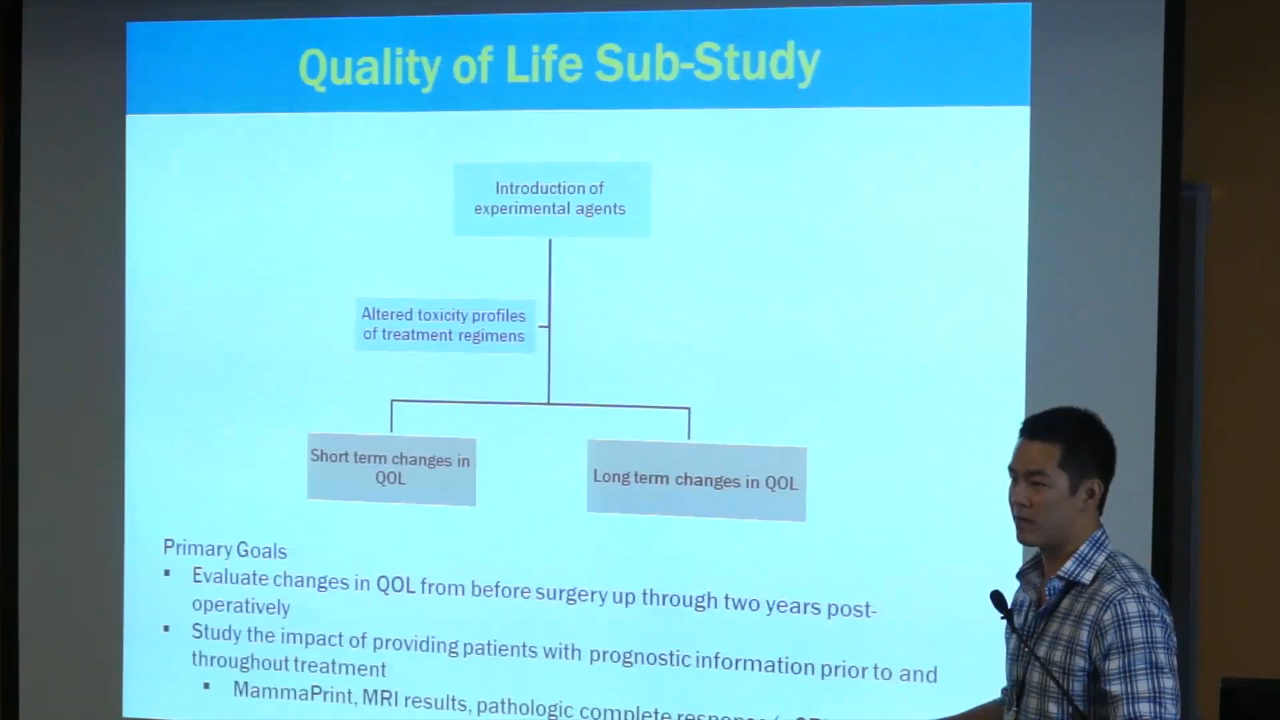 Quality of Life Sub-Study
Introduction of
experimental agents
Altered toxicity profiles
of treatment regimens
Short term changes in
QOL
Long term changes in QOL
Primary Goals
▪ Evaluate changes in QOL from before surgery up through two years post-
operatively
▪ Study the impact of providing patients with prognostic information prior to and
throughout treatment
▪ MammaPrint, MRI results, pathologic complete